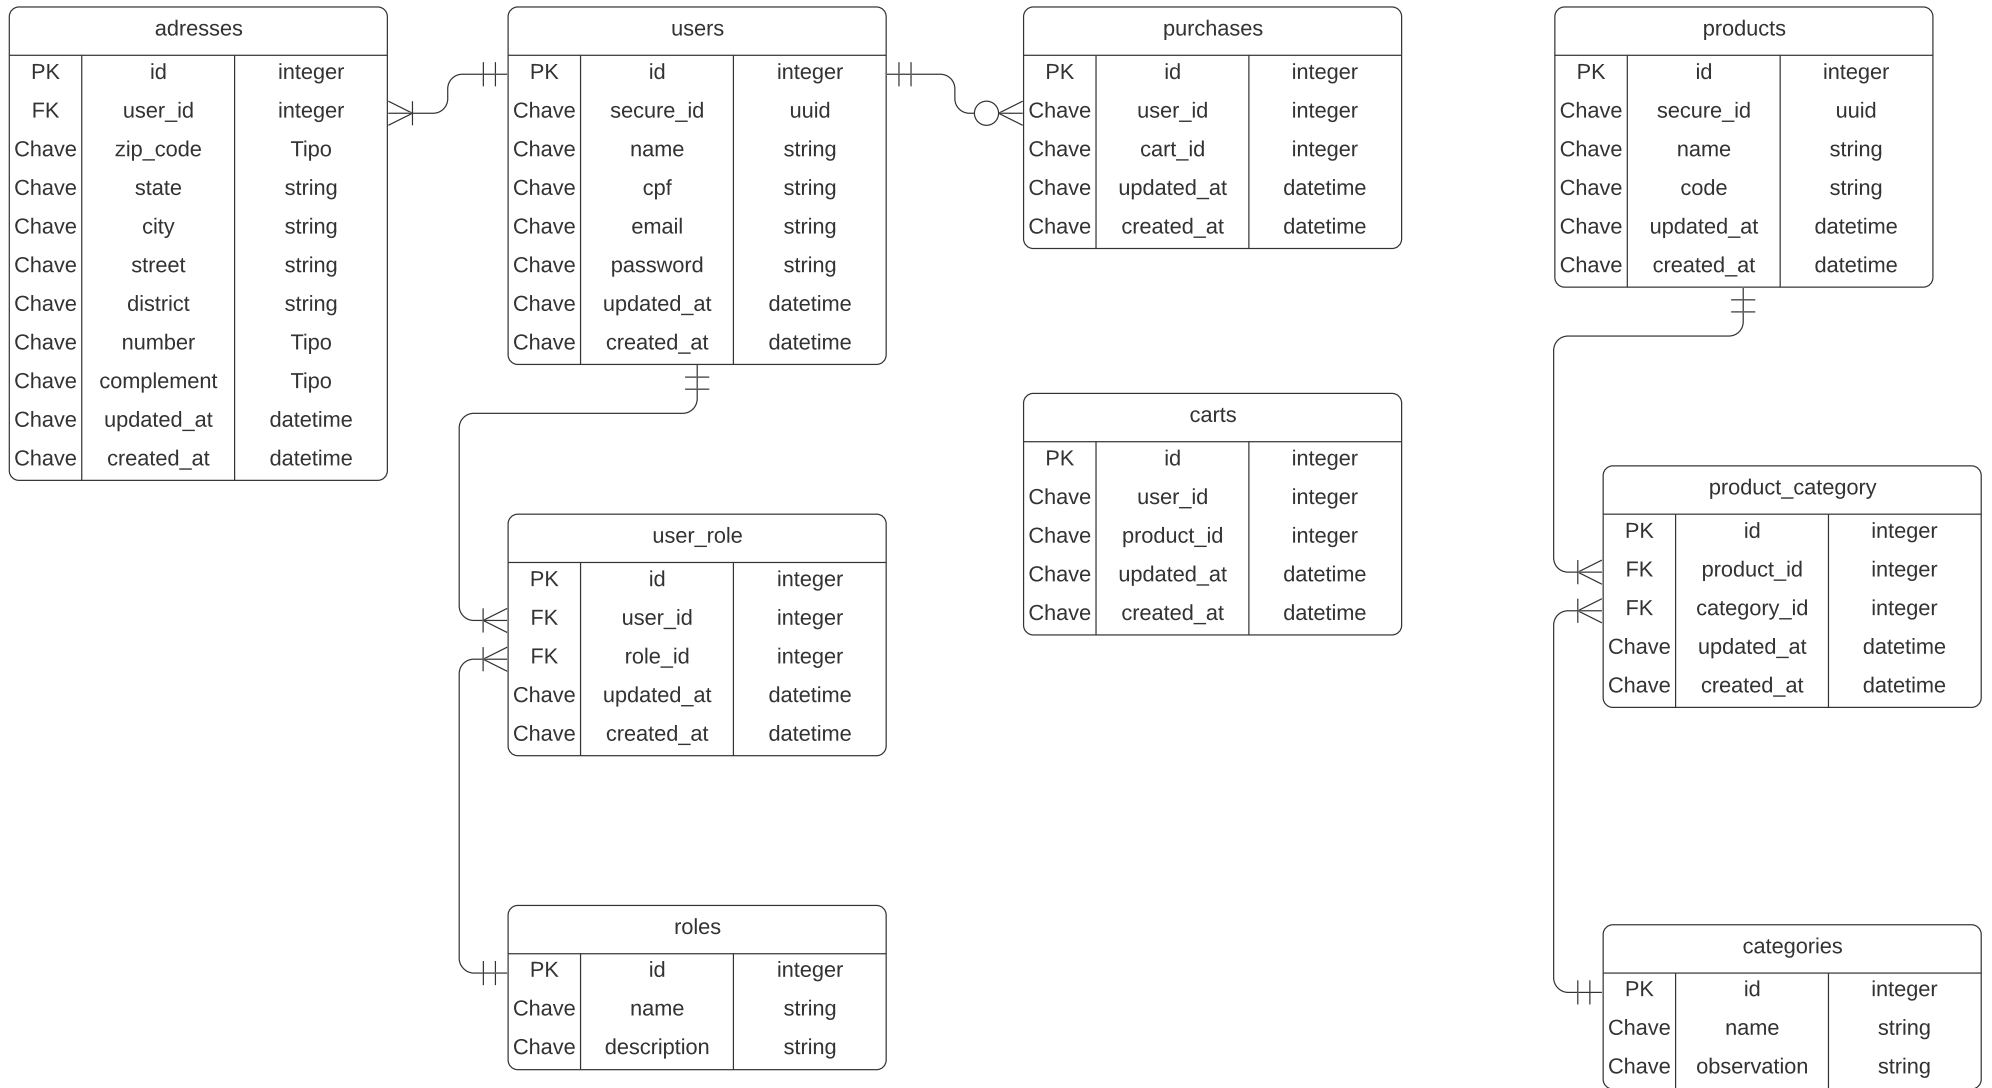 adresses
PK id integer
FK user_id integer
Chave zip_code Tipo
Chave state string
Chave city string
Chave street string
Chave district string
Chave number Tipo
Chave complement Tipo
Chave updated_at datetime
Chave created_at datetime
users
PK id integer
Chave secure_id uuid
Chave name string
Chave cpf string
Chave email string
Chave password string
Chave updated_at datetime
Chave created_at datetime
purchases
PK id integer
Chave user_id integer
Chave cart_id integer
Chave updated_at datetime
Chave created_at datetime
products
PK id integer
Chave secure_id uuid
Chave name string
Chave code string
Chave updated_at datetime
Chave created_at datetime
carts
PK id integer
Chave user_id integer
Chave product_id integer
Chave updated_at datetime
Chave created_at datetime
product_category
PK id integer
FK product_id integer
FK category_id integer
Chave updated_at datetime
Chave created_at datetime
user_role
PK id integer
FK user_id integer
FK role_id integer
Chave updated_at datetime
Chave created_at datetime
roles
PK id integer
Chave name string
Chave description string
categories
PK id integer
Chave name string
Chave observation string